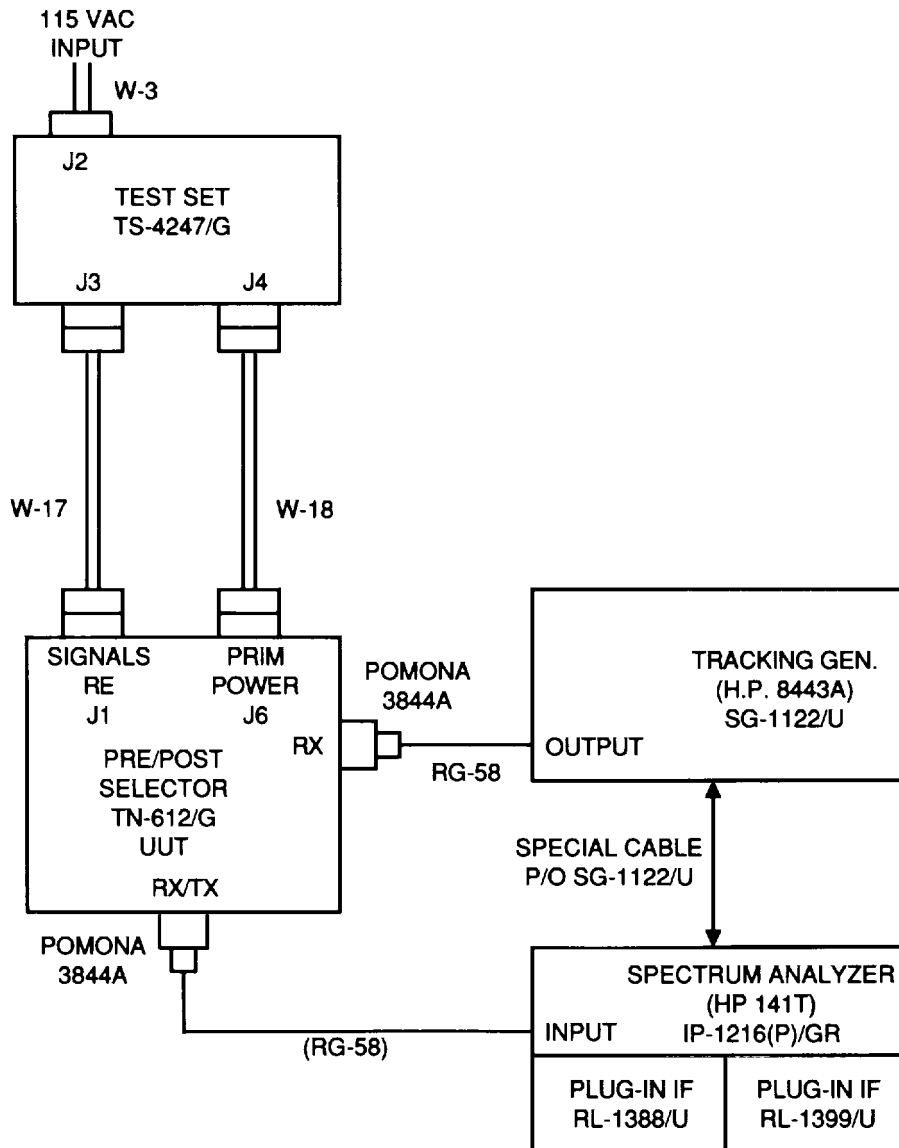 115 VAC
INPUT
W-3
J2
TEST SET
TS-4247/G
J3
J4
W-17
W-18
SIGNALS
RE
J1
PRIM
POWER
J6
RX
PRE/POST
SELECTOR
TN-612/G
UUT
RX/TX
POMONA
3844A
RG-58
TRACKING GEN.
(H.P. 8443A)
SG-1122/U
OUTPUT
SPECIAL CABLE
P/O SG-1122/U
POMONA
3844A
(RG-58)
SPECTRUM ANALYZER
(HP 141T)
INPUT
IP-1216(P)/GR
PLUG-IN IF
RL-1388/U
PLUG-IN IF
RL-1399/U